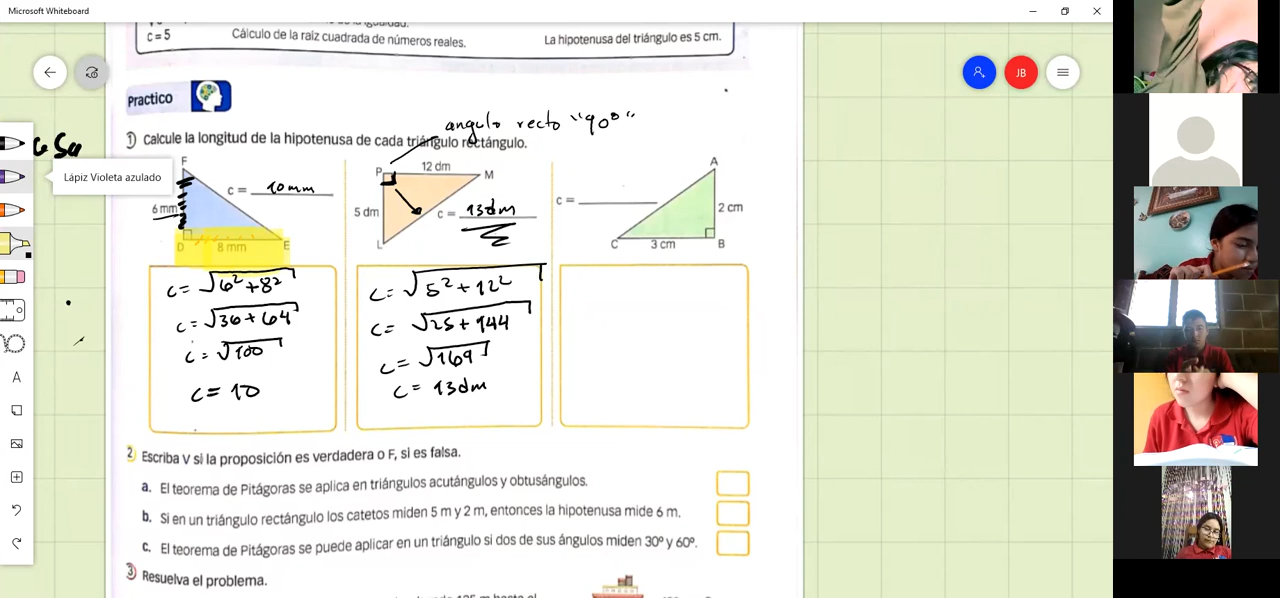 Microsoft Whiteboard
c = 5
Cálculo de la raíz cuadrada de números reales.
La hipotenusa del triángulo es 5 cm.
JB
Practico
angulo recto "90°"
1 Calcule la longitud de la hipotenusa de cada triángulo rectángulo.
Lápiz Violeta azulado
F
c = 10mm
6 mm
D
8 mm
E
P
12 dm
M
5 dm
c = 13dm
L
c =
A
2 cm
C
3 cm
B
c = √6² + 8²
c = √36 + 64
c = √100
c = 10
c = √5² + 12²
c = √25 + 144
c = √169
c = 13dm
2 Escriba V si la proposición es verdadera o F, si es falsa.
a. El teorema de Pitágoras se aplica en triángulos acutángulos y obtusángulos.
b. Si en un triángulo rectángulo los catetos miden 5 m y 2 m, entonces la hipotenusa mide 6 m.
c. El teorema de Pitágoras se puede aplicar en un triángulo si dos de sus ángulos miden 30º y 60º.
3 Resuelva el problema.
A